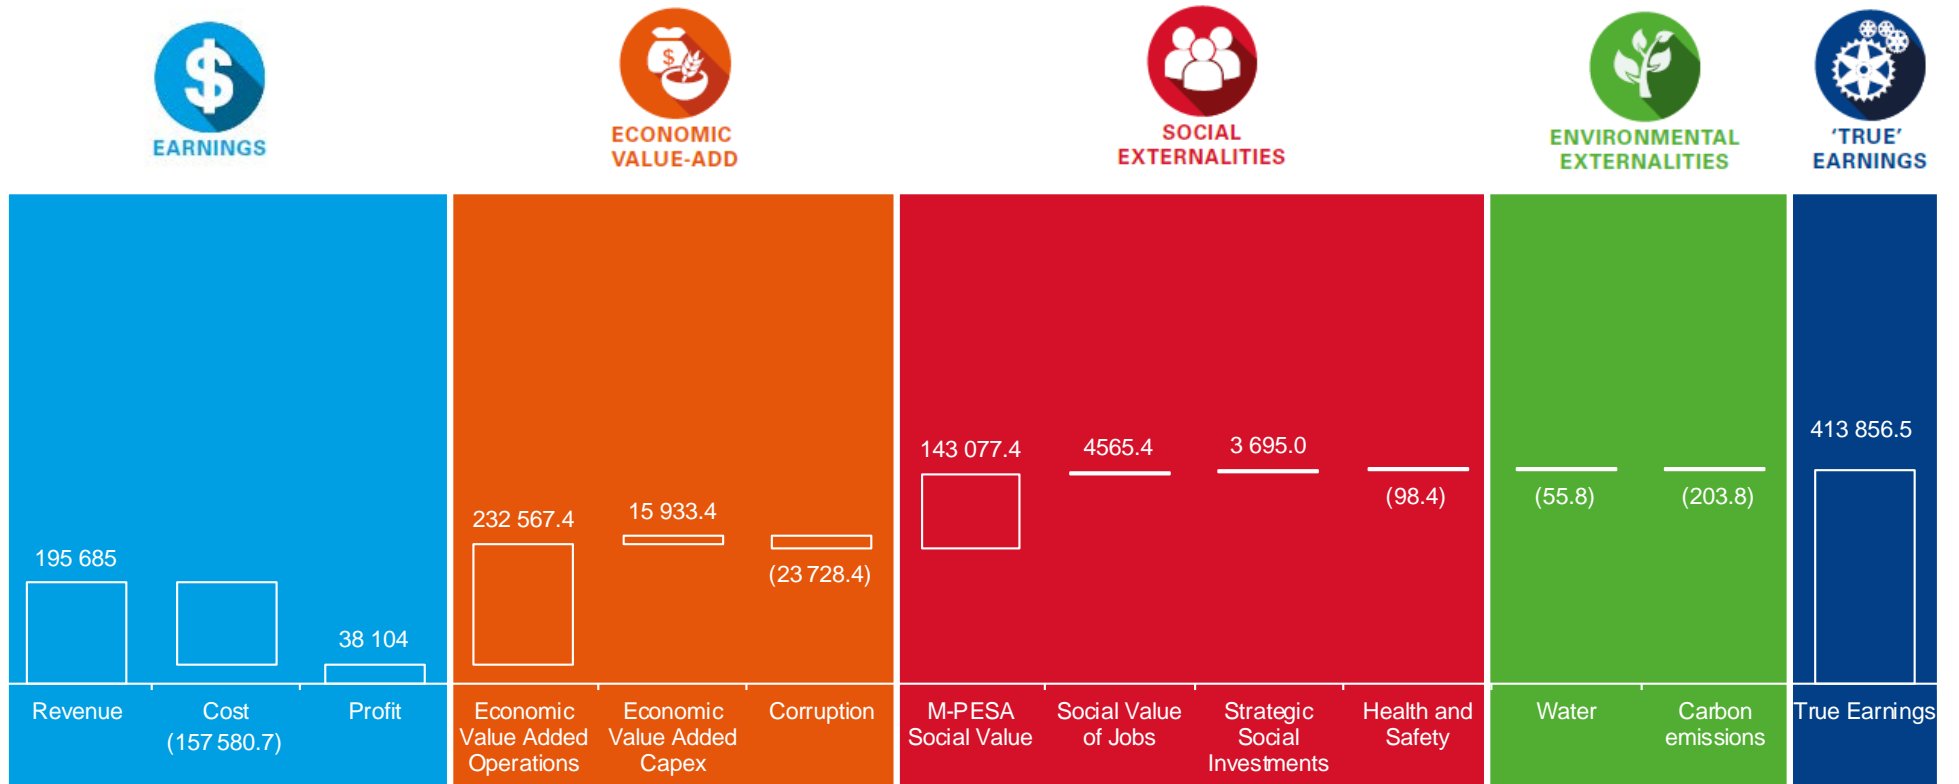 $
EARNINGS
$
ECONOMIC
VALUE-ADD
SOCIAL
EXTERNALITIES
ENVIRONMENTAL
EXTERNALITIES
'TRUE'
EARNINGS
195 685
38 104
232 567.4
15 933.4
(23 728.4)
143 077.4
4565.4
3 695.0
(98.4)
(55.8)
(203.8)
413 856.5
Revenue
Cost
(157 580.7)
Profit
Economic
Value Added
Operations
Economic
Value Added
Capex
Corruption
M-PESA
Social Value
Social Value
of Jobs
Strategic
Social
Investments
Health and
Safety
Water
Carbon
emissions
True Earnings